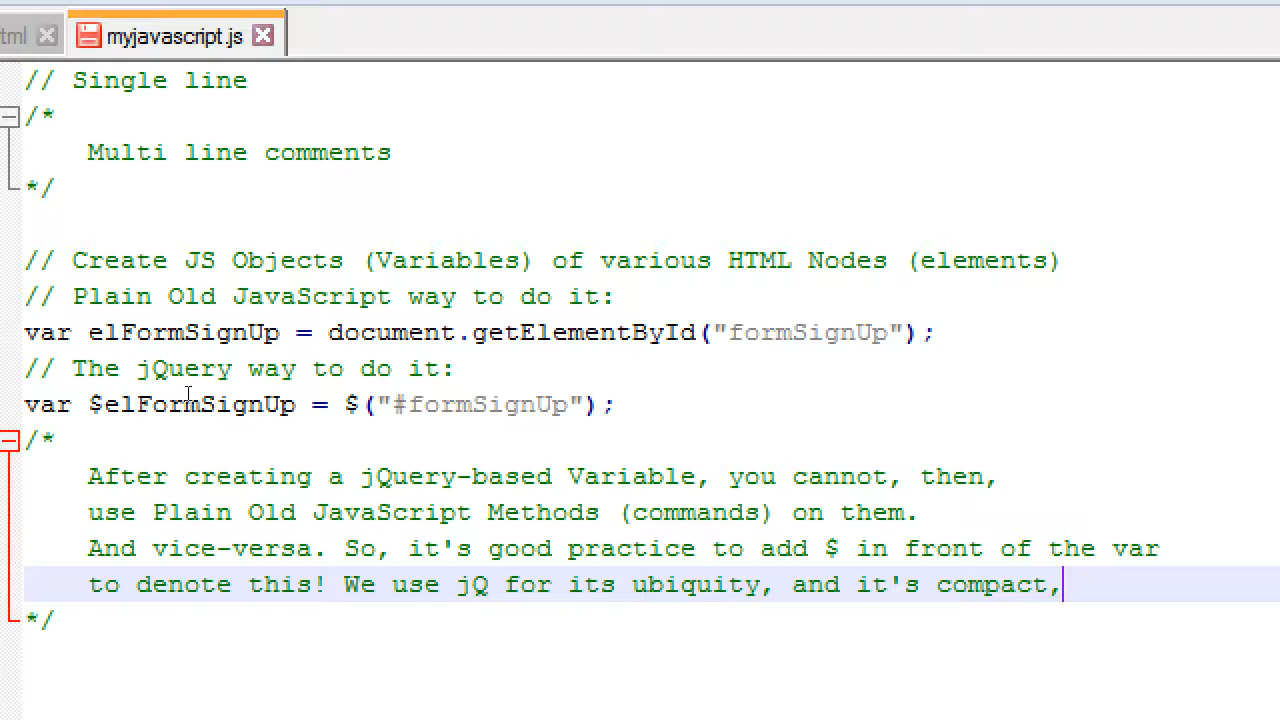 tml myjavascript.js
// Single line
/*
Multi line comments
*/
// Create JS Objects (Variables) of various HTML Nodes (elements)
// Plain Old JavaScript way to do it:
var elFormSignUp = document.getElementById("formSignUp");
// The jQuery way to do it:
var $elFormSignUp = $("#formSignUp");
/*
After creating a jQuery-based Variable, you cannot, then,
use Plain Old JavaScript Methods (commands) on them.
And vice-versa. So, it's good practice to add $ in front of the var
to denote this! We use jQ for its ubiquity, and it's compact,
*/